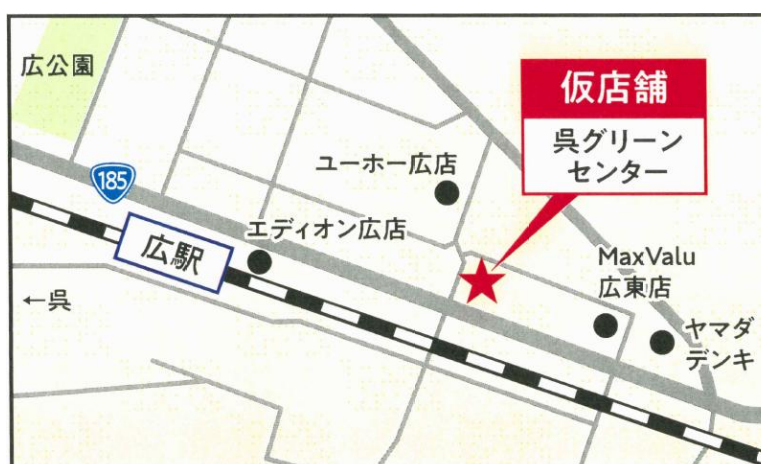 広公園
仮店舗
呉グリーン
センター
ユーホー広店
185
エディオン広店
広駅
MaxValu
広東店
←呉
ヤマダ
デンキ